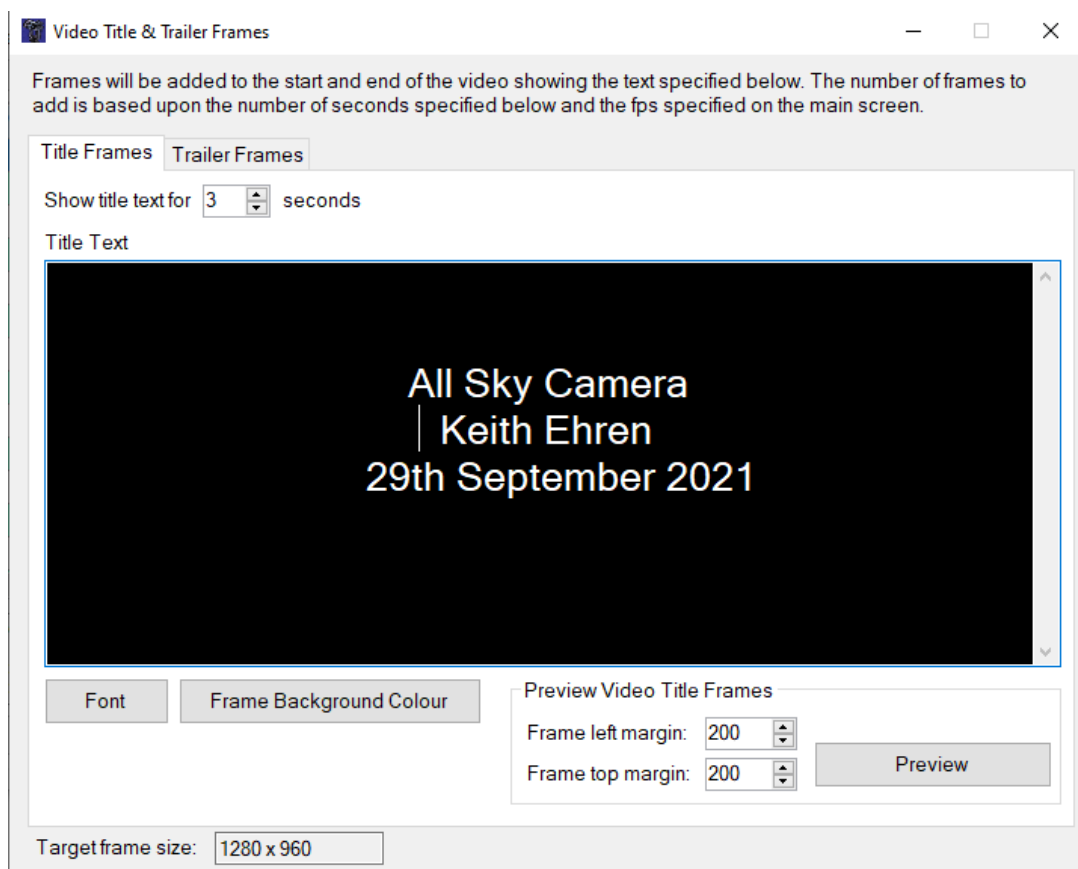 Video Title & Trailer Frames
Frames will be added to the start and end of the video showing the text specified below. The number of frames to
add is based upon the number of seconds specified below and the fps specified on the main screen.
Title Frames Trailer Frames
Show title text for 3 seconds
Title Text
All Sky Camera
Keith Ehren
29th September 2021
Font Frame Background Colour
Preview Video Title Frames
Frame left margin: 200
Frame top margin: 200
Preview
Target frame size: 1280 x 960